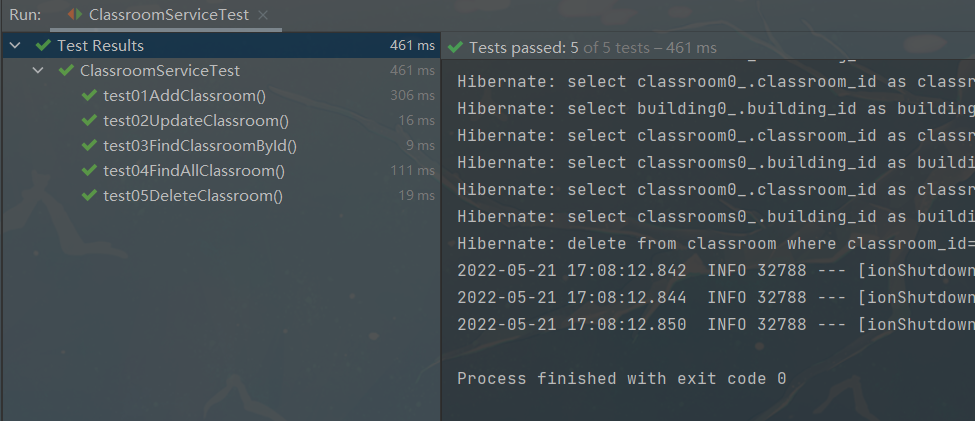 Run: ClassroomServiceTest
Test Results 461 ms
Tests passed: 5 of 5 tests – 461 ms
ClassroomServiceTest 461 ms
test01AddClassroom() 306 ms
test02UpdateClassroom() 16 ms
test03FindClassroomById() 9 ms
test04FindAllClassroom() 111 ms
test05DeleteClassroom() 19 ms
Hibernate: select classroom0_.classroom_id as classr
Hibernate: select building0_.building_id as building
Hibernate: select classroom0_.classroom_id as classr
Hibernate: select classrooms0_.building_id as buildi
Hibernate: select classroom0_.classroom_id as classr
Hibernate: select classrooms0_.building_id as buildi
Hibernate: delete from classroom where classroom_id=
2022-05-21 17:08:12.842  INFO 32788 --- [ionShutdown
2022-05-21 17:08:12.844  INFO 32788 --- [ionShutdown
2022-05-21 17:08:12.850  INFO 32788 --- [ionShutdown
Process finished with exit code 0